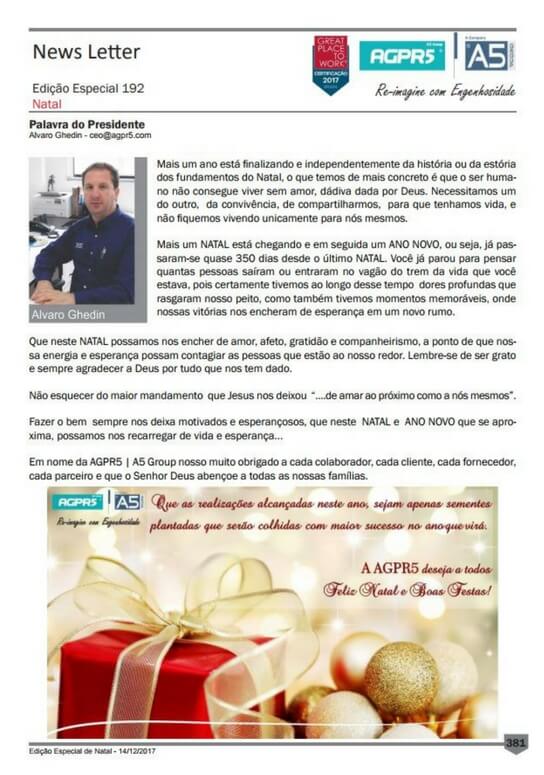 News Letter
GREAT
PLACE
TO
WORK
CERTIFICAÇÃO
2017
BRASIL
A5 Group
AGPR5
A Company
A5
Re-imagine com Engenhosidade
Edição Especial 192
Natal
Palavra do Presidente
Alvaro Ghedin - ceo@agpr5.com
Mais um ano está finalizando e independentemente da história ou da estória
dos fundamentos do Natal, o que temos de mais concreto é que o ser huma-
no não consegue viver sem amor, dádiva dada por Deus. Necessitamos um
do outro, da convivência, de compartilharmos, para que tenhamos vida, e
não fiquemos vivendo unicamente para nós mesmos.
Mais um NATAL está chegando e em seguida um ANO NOVO, ou seja, já pas-
saram-se quase 350 dias desde o último NATAL. Você já parou para pensar
quantas pessoas saíram ou entraram no vagão do trem da vida que você
estava, pois certamente tivemos ao longo desse tempo dores profundas que
rasgaram nosso peito, como também tivemos momentos memoráveis, onde
nossas vitórias nos encheram de esperança em um novo rumo.
Alvaro Ghedin
Que neste NATAL possamos nos encher de amor, afeto, gratidão e companheirismo, a ponto de que nos-
sa energia e esperança possam contagiar as pessoas que estão ao nosso redor. Lembre-se de ser grato
e sempre agradecer a Deus por tudo que nos tem dado.
Não esquecer do maior mandamento que Jesus nos deixou “....de amar ao próximo como a nós mesmos”.
Fazer o bem sempre nos deixa motivados e esperançosos, que neste NATAL e ANO NOVO que se apro-
xima, possamos nos recarregar de vida e esperança...
Em nome da AGPR5 | A5 Group nosso muito obrigado a cada colaborador, cada cliente, cada fornecedor,
cada parceiro e que o Senhor Deus abençoe a todas as nossas famílias.
AGPR5
A5
Re-imagine com Engenhosidade
Que as realizações alcançadas neste ano, sejam apenas sementes
plantadas que serão colhidas com maior sucesso no ano que virá.
A AGPR5 deseja a todos
Feliz Natal e Boas Festas!
Edição Especial de Natal - 14/12/2017
381